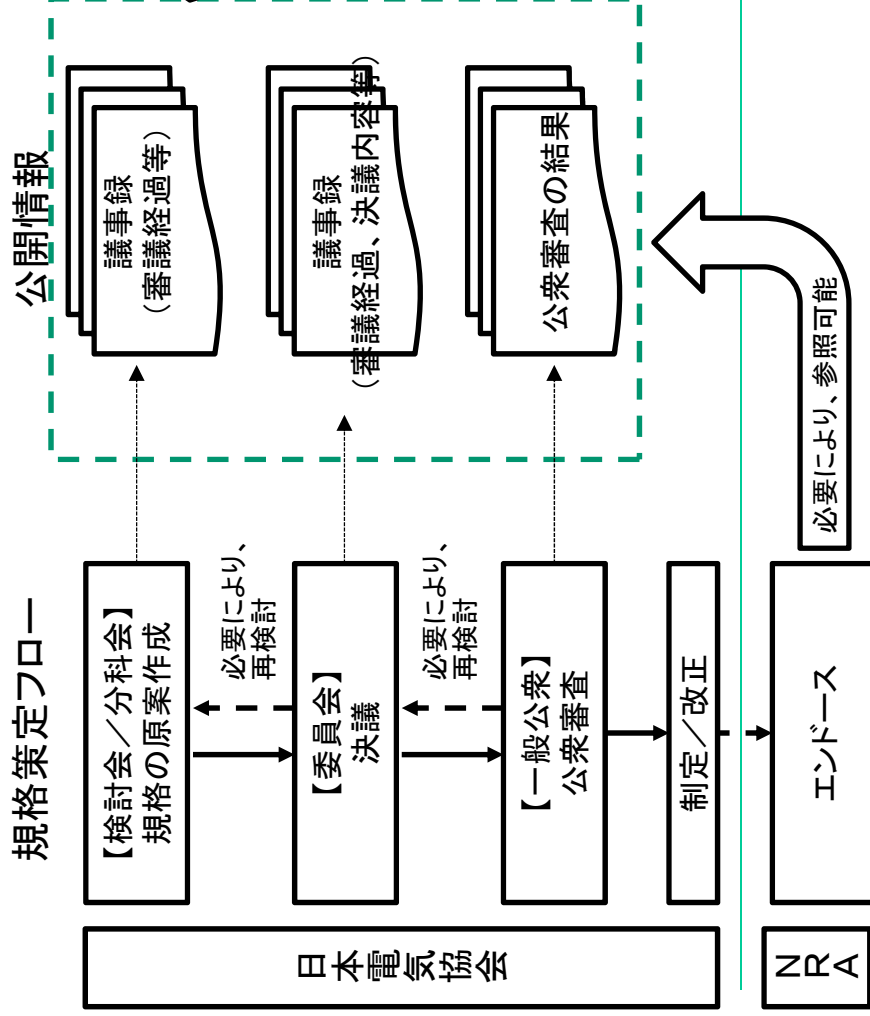 規格策定フロー
公開情報
日本電気協会
【検討会／分科会】
規格の原案作成
議事録
（審議経過等）
必要により、
再検討
【委員会】
決議
議事録
（審議経過、決議内容等）
必要により、
再検討
【一般公衆】
公衆審査
公衆審査の結果
制定／改正
NRA
エンドース
必要により、参照可能